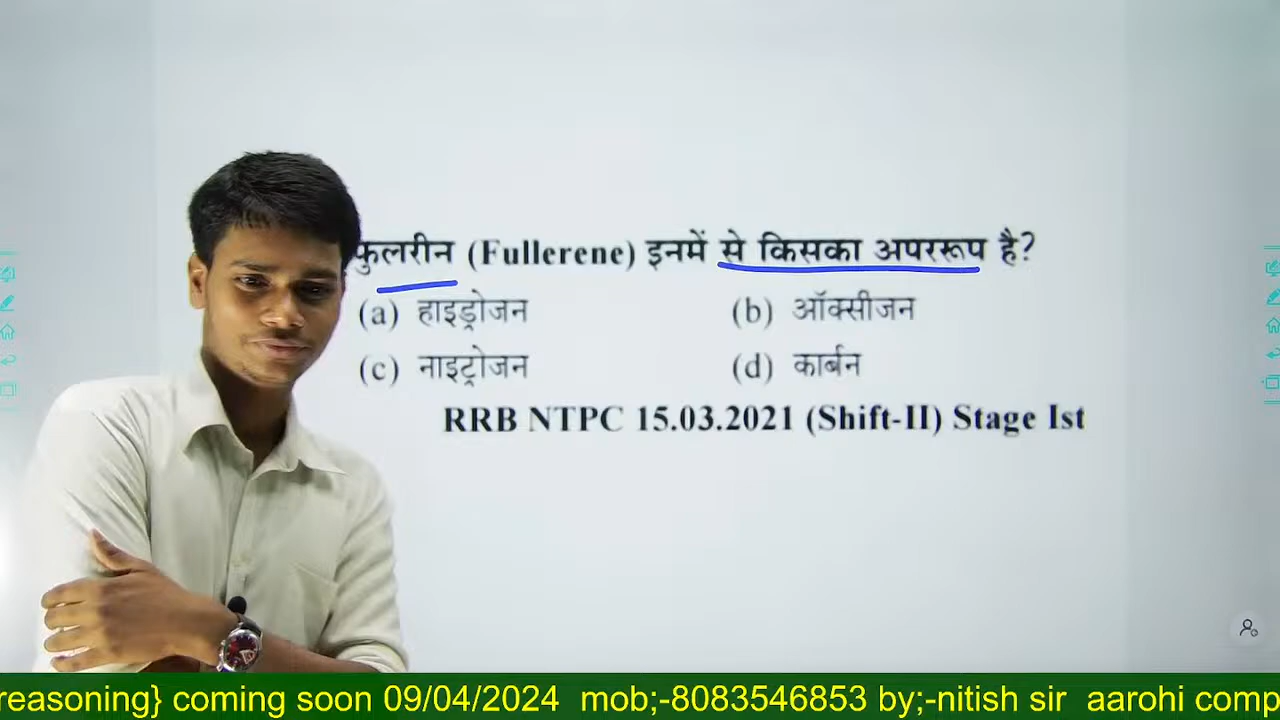 फुलरीन (Fullerene) इनमें से किसका अपररूप है?
(a) हाइड्रोजन (b) ऑक्सीजन
(c) नाइट्रोजन (d) कार्बन
RRB NTPC 15.03.2021 (Shift-II) Stage Ist
reasoning} coming soon 09/04/2024 mob;-8083546853 by;-nitish sir aarohi comp